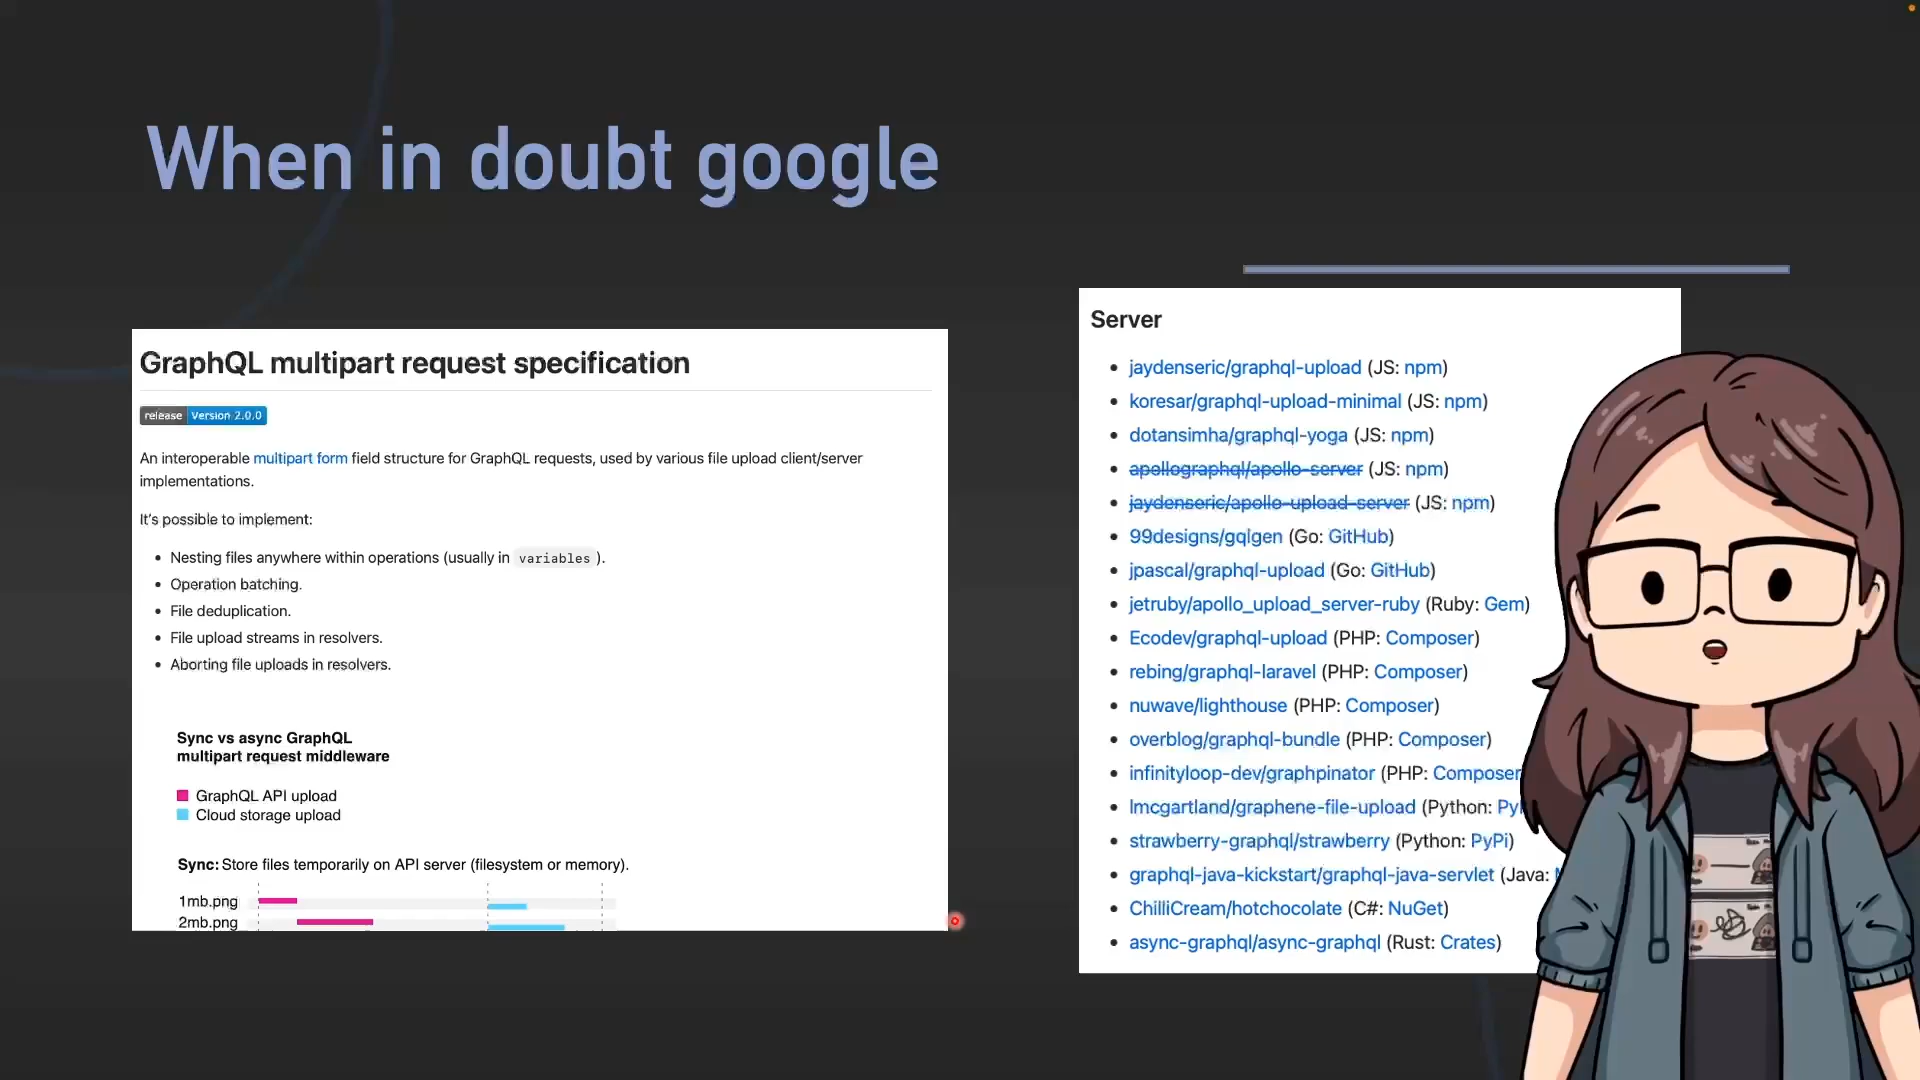 When in doubt google
GraphQL multipart request specification
release Version 2.0.0
An interoperable multipart form field structure for GraphQL requests, used by various file upload client/server
implementations.
It's possible to implement:
• Nesting files anywhere within operations (usually in variables ).
• Operation batching.
• File deduplication.
• File upload streams in resolvers.
• Aborting file uploads in resolvers.
Sync vs async GraphQL
multipart request middleware
GraphQL API upload
Cloud storage upload
Sync: Store files temporarily on API server (filesystem or memory).
1mb.png
2mb.png
Server
• jaydenseric/graphql-upload (JS: npm)
• koresar/graphql-upload-minimal (JS: npm)
• dotansimha/graphql-yoga (JS: npm)
• apollographql/apollo-server (JS: npm)
• jaydenseric/apollo-upload-server (JS: npm)
• 99designs/gqlgen (Go: GitHub)
• jpascal/graphql-upload (Go: GitHub)
• jetruby/apollo_upload_server-ruby (Ruby: Gem)
• Ecodev/graphql-upload (PHP: Composer)
• rebing/graphql-laravel (PHP: Composer)
• nuwave/lighthouse (PHP: Composer)
• overblog/graphql-bundle (PHP: Composer)
• infinityloop-dev/graphpinator (PHP: Composer
• lmcgartland/graphene-file-upload (Python:
• strawberry-graphql/strawberry (Python: PyPi)
• graphql-java-kickstart/graphql-java-servlet (Java:
• ChilliCream/hotchocolate (C#: NuGet)
• async-graphql/async-graphql (Rust: Crates)